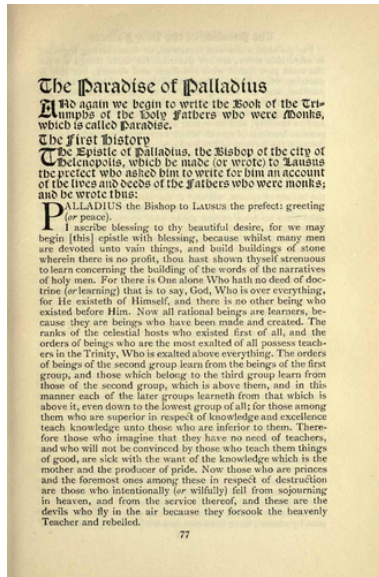 The Paradise of Palladius
And again we begin to write the Book of the Tri-
umphs of the Holy Fathers who were Monks,
which is called Paradise.
The First History
The Epistle of Palladius, the Bishop of the city of
Helenopolis, which he made (or wrote) to Lausus
the prefect who asked him to write for him an account
of the lives and deeds of the Fathers who were monks;
and he wrote thus:
PALLADIUS the Bishop to LAUSUS the prefect: greeting
(or peace).
I ascribe blessing to thy beautiful desire, for we may
begin [this] epistle with blessing, because whilst many men
are devoted unto vain things, and build buildings of stone
wherein there is no profit, thou hast shown thyself strenuous
to learn concerning the building of the words of the narratives
of holy men. For there is One alone Who hath no deed of doc-
trine (or learning) that is to say, God, Who is over everything,
for He existeth of Himself, and there is no other being who
existed before Him. Now all rational beings are learners, be-
cause they are beings who have been made and created. The
ranks of the celestial hosts who existed first of all, and the
orders of beings who are the most exalted of all possess teach-
ers in the Trinity, Who is exalted above everything. The orders
of beings of the second group learn from the beings of the first
group, and those which belong to the third group learn from
those of the second group, which is above them, and in this
manner each of the later groups learneth from that which is
above it, even down to the lowest group of all; for those among
them who are superior in respect of knowledge and excellence
teach knowledge unto those who are inferior to them. There-
fore those who imagine that they have no need of teachers,
and who will not be convinced by those who teach them things
of good, are sick with the want of the knowledge which is the
mother and the producer of pride. Now those who are princes
and the foremost ones among these in respect of destruction
are those who intentionally (or wilfully) fell from sojourning
in heaven, and from the service thereof, and these are the
devils who fly in the air because they forsook the heavenly
Teacher and rebelled.
77